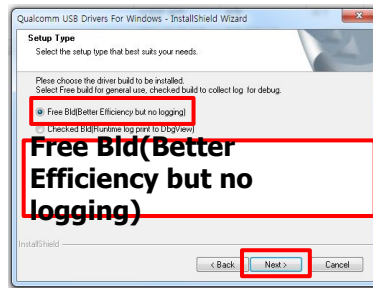 Qualcomm USB Drivers For Windows - InstallShield Wizard
Setup Type
Select the setup type that best suits your needs.
Plese choose the driver build to be installed.
Select Free build for general use, checked build to collect log for debug.
Free Bld(Better Efficiency but no logging)
Checked Bld(Runtime log print to DbgView)
Free Bld(Better
Efficiency but no
logging)
InstallShield
< Back
Next >
Cancel